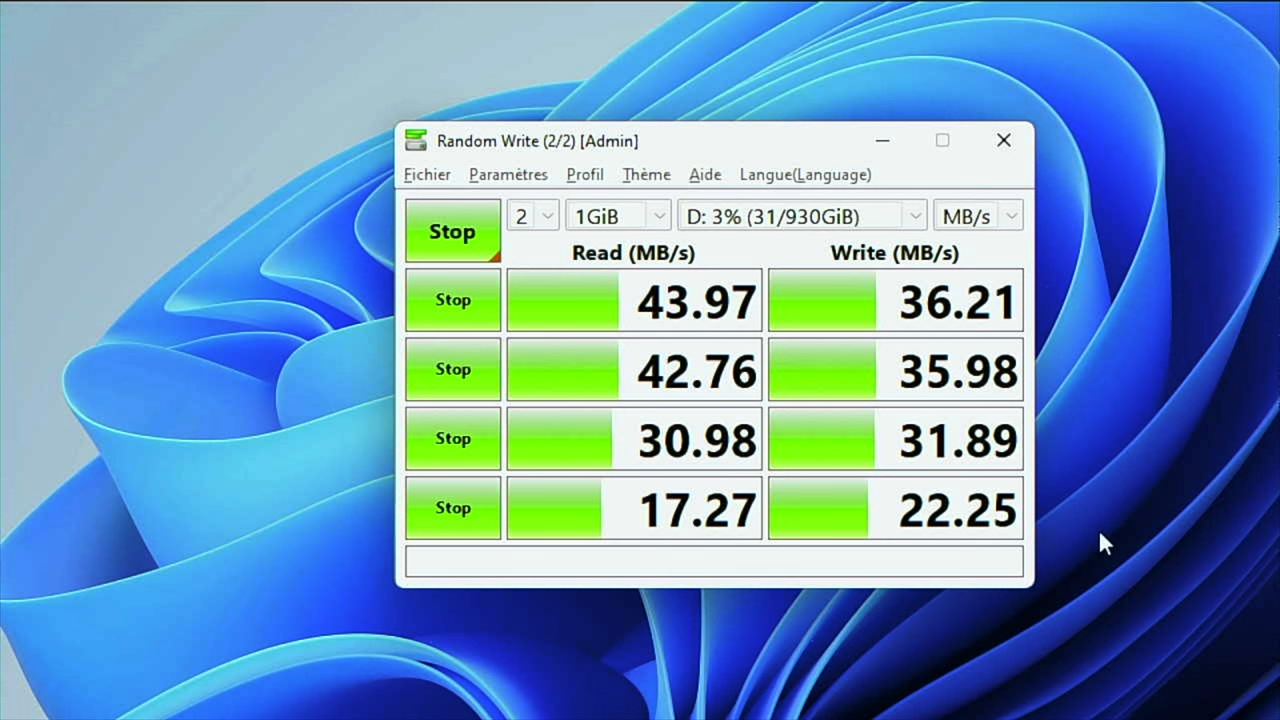 Random Write (2/2) [Admin]
Fichier Paramètres Profil Thème Aide Langue(Language)
Stop 2 1GiB D: 3% (31/930GiB) MB/s
Read (MB/s) Write (MB/s)
Stop 43.97 36.21
Stop 42.76 35.98
Stop 30.98 31.89
Stop 17.27 22.25